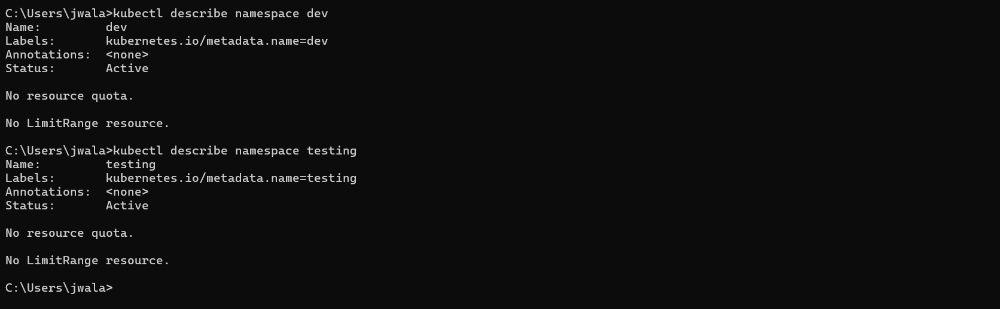 C:\Users\jwala>kubectl describe namespace dev
Name:         dev
Labels:       kubernetes.io/metadata.name=dev
Annotations:  <none>
Status:       Active
No resource quota.
No LimitRange resource.
C:\Users\jwala>kubectl describe namespace testing
Name:         testing
Labels:       kubernetes.io/metadata.name=testing
Annotations:  <none>
Status:       Active
No resource quota.
No LimitRange resource.
C:\Users\jwala>